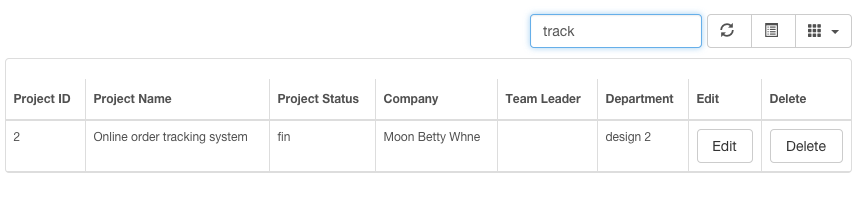 track
Project ID Project Name Project Status Company Team Leader Department Edit Delete
2 Online order tracking system fin Moon Betty Whne design 2 Edit Delete